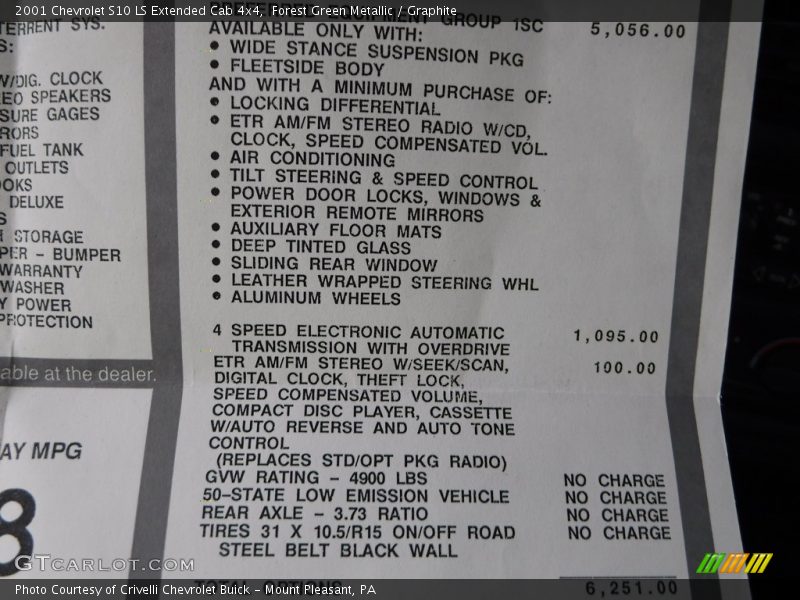 2001 Chevrolet S10 LS Extended Cab 4x4, Forest Green Metallic / Graphite
PREFERRED EQUIPMENT GROUP 1SC 5,056.00
AVAILABLE ONLY WITH:
• WIDE STANCE SUSPENSION PKG
• FLEETSIDE BODY
AND WITH A MINIMUM PURCHASE OF:
• LOCKING DIFFERENTIAL
• ETR AM/FM STEREO RADIO W/CD,
CLOCK, SPEED COMPENSATED VOL.
• AIR CONDITIONING
• TILT STEERING & SPEED CONTROL
• POWER DOOR LOCKS, WINDOWS &
EXTERIOR REMOTE MIRRORS
• AUXILIARY FLOOR MATS
• DEEP TINTED GLASS
• SLIDING REAR WINDOW
• LEATHER WRAPPED STEERING WHL
• ALUMINUM WHEELS
4 SPEED ELECTRONIC AUTOMATIC 1,095.00
TRANSMISSION WITH OVERDRIVE
ETR AM/FM STEREO W/SEEK/SCAN, 100.00
DIGITAL CLOCK, THEFT LOCK,
SPEED COMPENSATED VOLUME,
COMPACT DISC PLAYER, CASSETTE
W/AUTO REVERSE AND AUTO TONE
CONTROL
(REPLACES STD/OPT PKG RADIO)
GVW RATING - 4900 LBS NO CHARGE
50-STATE LOW EMISSION VEHICLE NO CHARGE
REAR AXLE - 3.73 RATIO NO CHARGE
TIRES 31 X 10.5/R15 ON/OFF ROAD NO CHARGE
STEEL BELT BLACK WALL
TOTAL OPTIONS 6,251.00
TERRENT SYS.
S:
W/DIG. CLOCK
EO SPEAKERS
SURE GAGES
RORS
FUEL TANK
OUTLETS
OOKS
DELUXE
S
STORAGE
PER - BUMPER
WARRANTY
WASHER
Y POWER
PROTECTION
able at the dealer.
AY MPG
8
GTCARLOT.COM
Photo Courtesy of Crivelli Chevrolet Buick - Mount Pleasant, PA